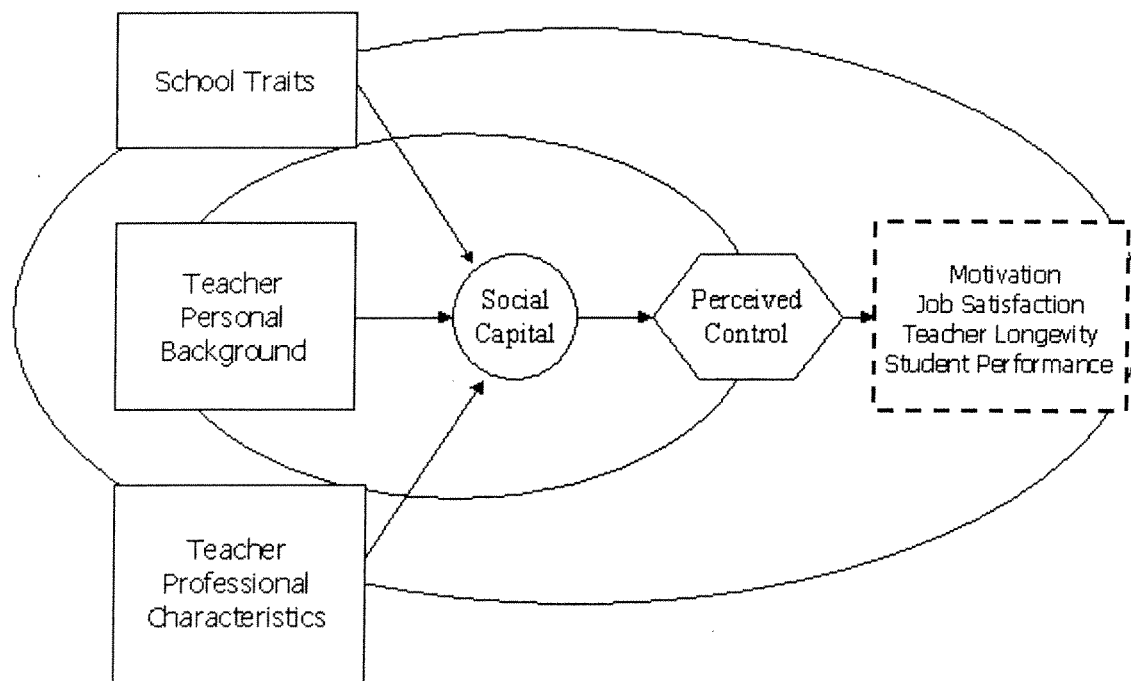 School Traits
Teacher
Personal
Background
Teacher
Professional
Characteristics
Social
Capital
Perceived
Control
Motivation
Job Satisfaction
Teacher Longevity
Student Performance